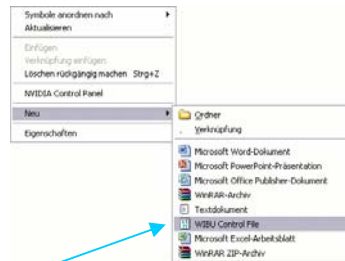 Symbole anordnen nach
Aktualisieren
Einfügen
Verknüpfung einfügen
Löschen rückgängig machen Strg+Z
NVIDIA Control Panel
Neu
Eigenschaften
Ordner
Verknüpfung
Microsoft Word-Dokument
Microsoft PowerPoint-Präsentation
Microsoft Office Publisher-Dokument
WinRAR-Archiv
Textdokument
WIBU Control File
Microsoft Excel-Arbeitsblatt
WinRAR ZIP-Archiv